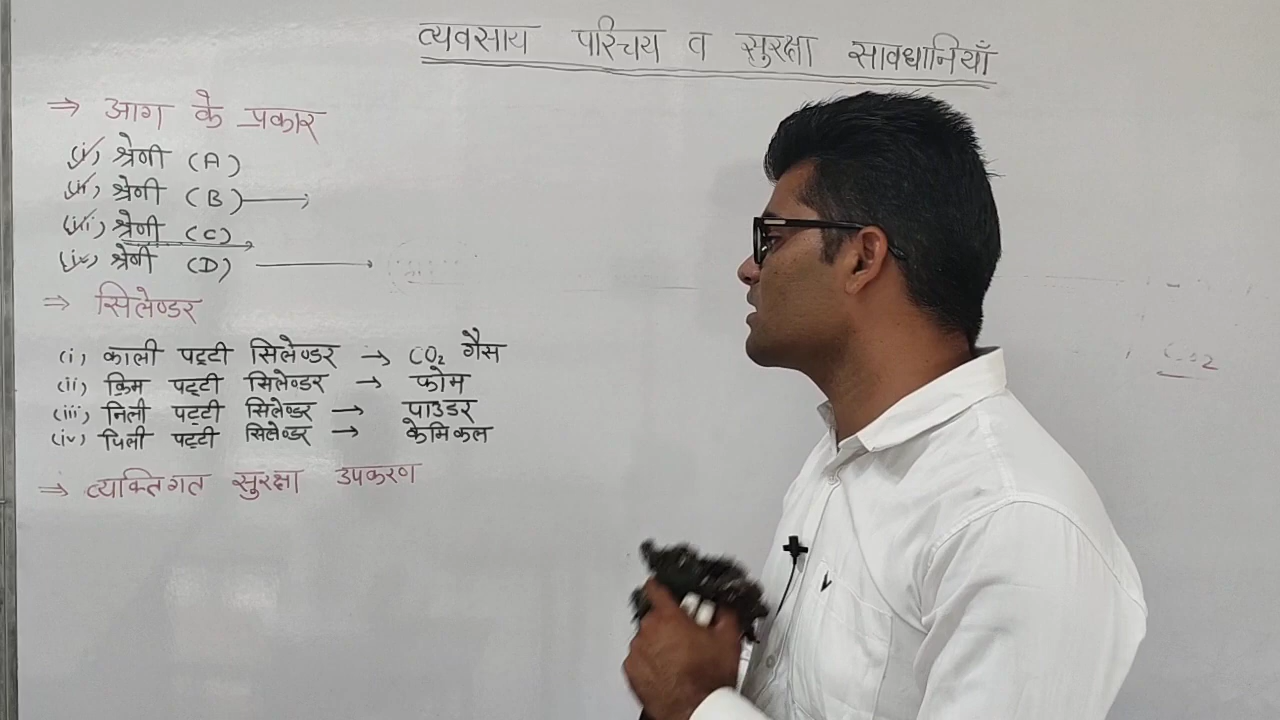 व्यवसाय परिचय व सुरक्षा सावधानियाँ
⇒ आग के प्रकार
(i) श्रेणी (A)
(ii) श्रेणी (B) →
(iii) श्रेणी (C)
(iv) श्रेणी (D) →
⇒ सिलेण्डर
(i) काली पट्टी सिलेण्डर → CO₂ गैस
(ii) क्रिम पट्टी सिलेण्डर → फोम
(iii) निली पट्टी सिलेण्डर → पाउडर
(iv) पिली पट्टी सिलेण्डर → केमिकल
⇒ व्यक्तिगत सुरक्षा उपकरण